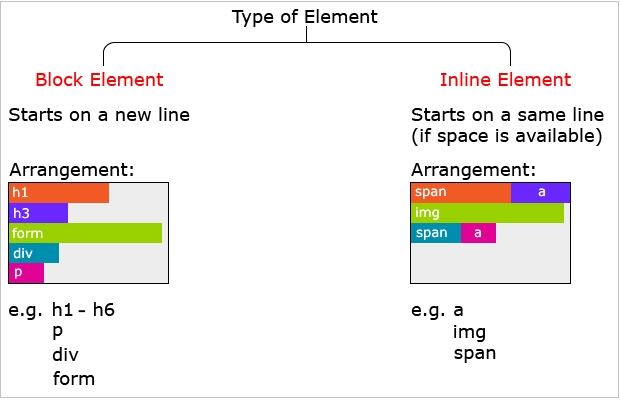 Type of Element
Block Element
Starts on a new line
Arrangement:
h1
h3
form
div
p
e.g. h1 - h6
p
div
form
Inline Element
Starts on a same line
(if space is available)
Arrangement:
span a
img
span a
e.g. a
img
span